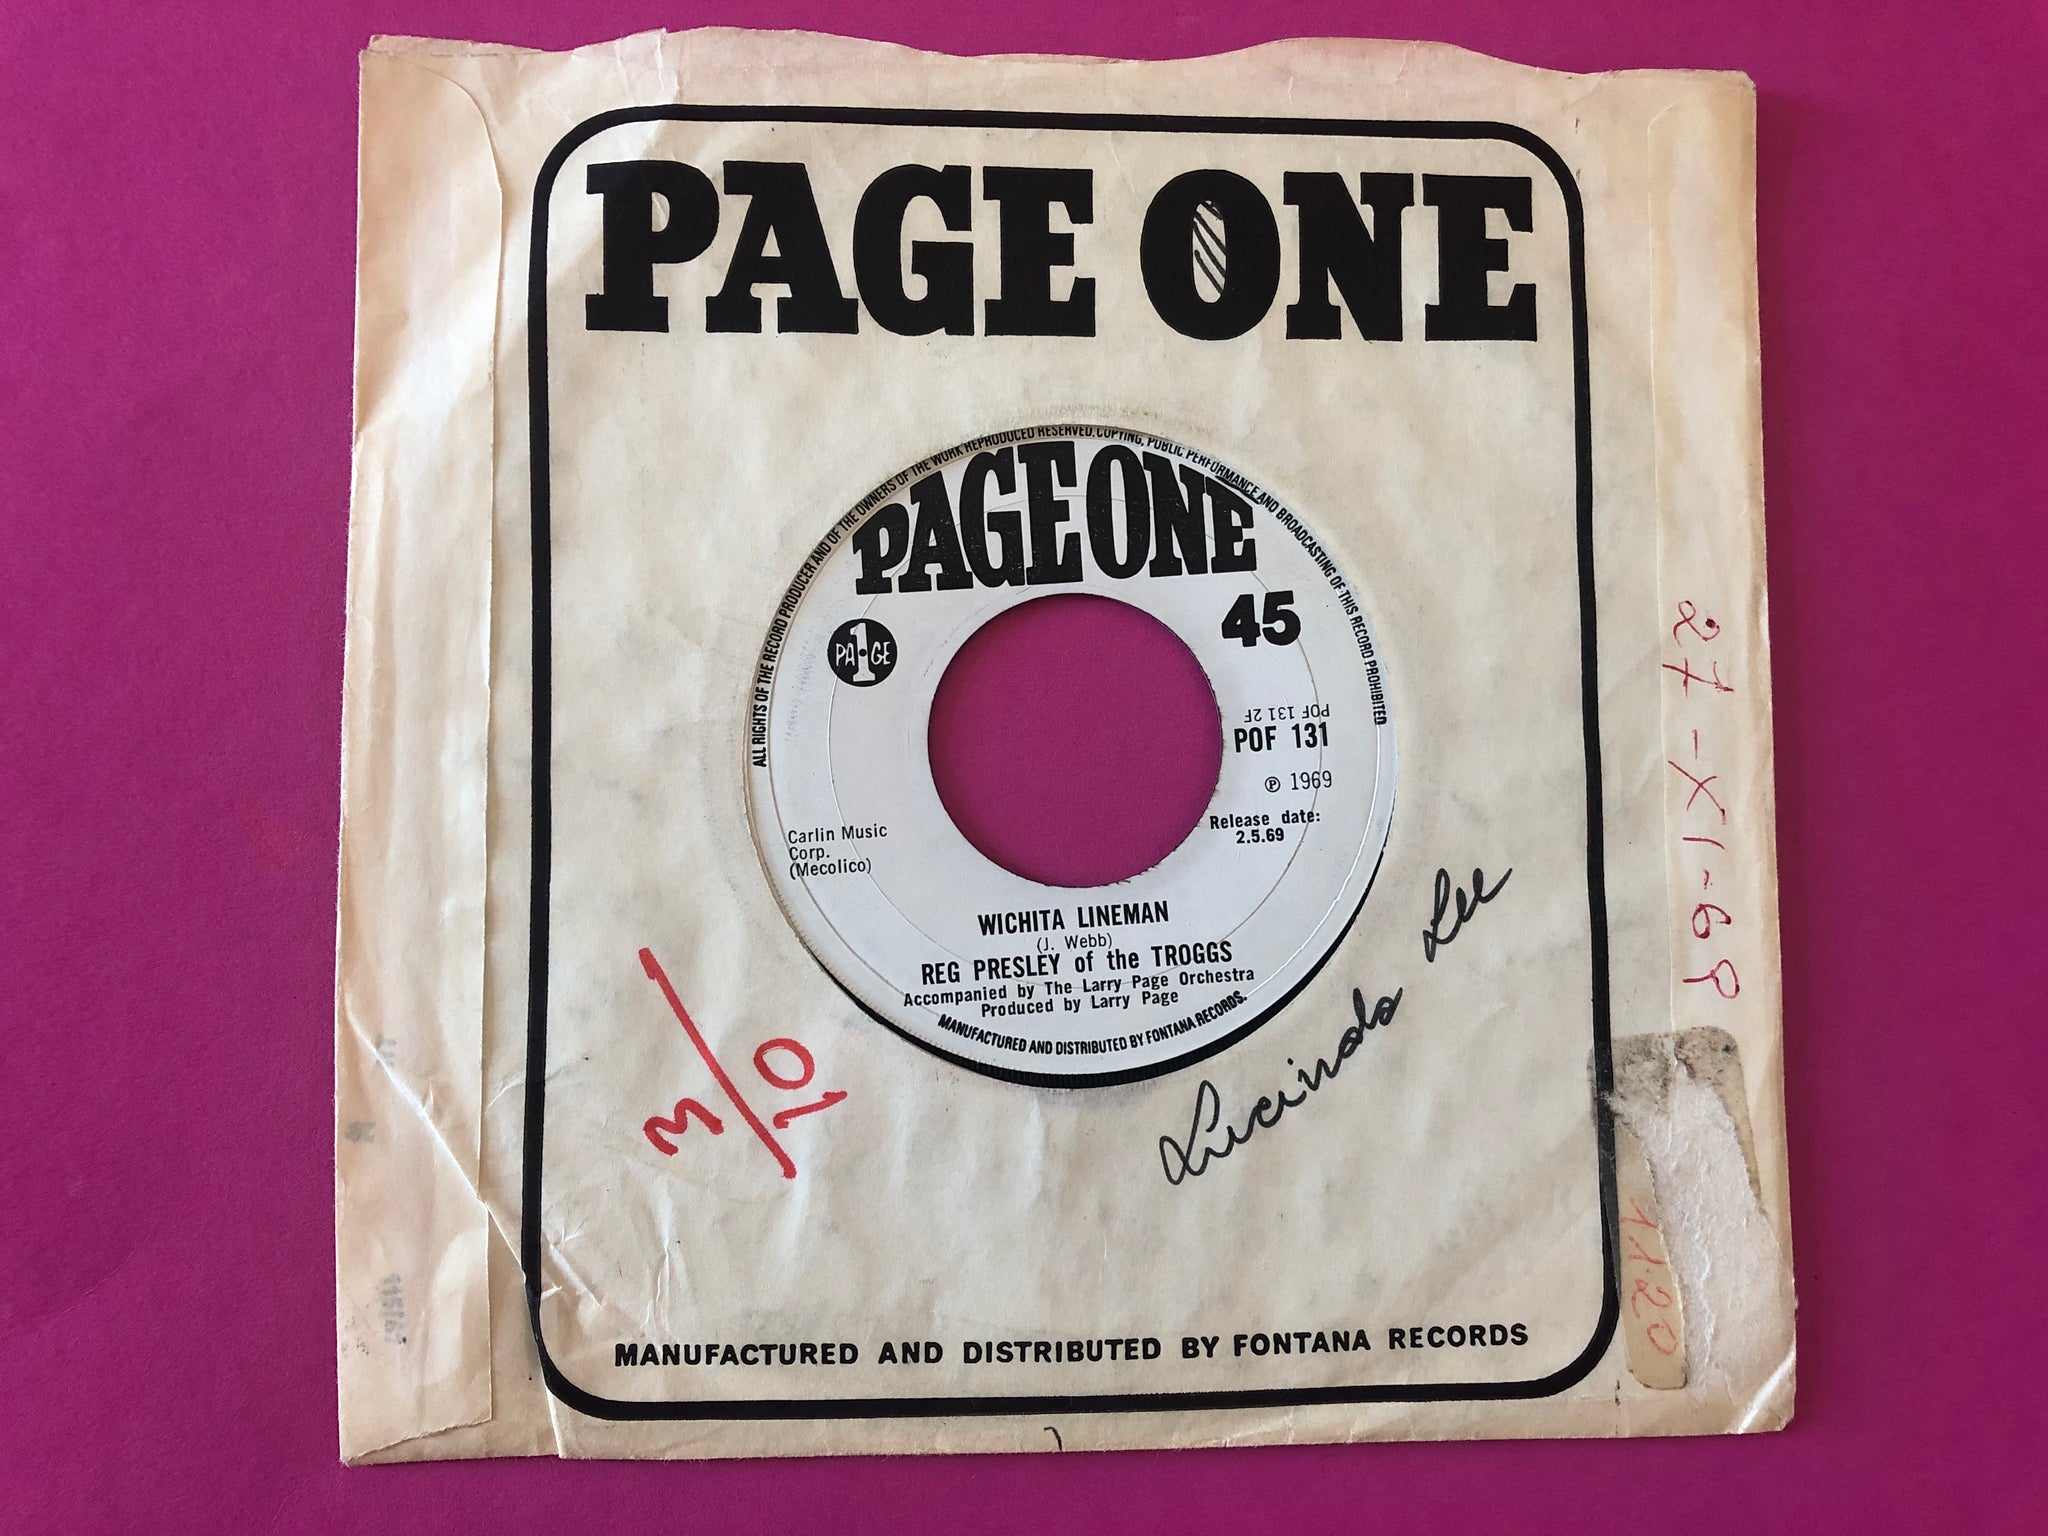 PAGE ONE
ALL RIGHTS OF THE RECORD PRODUCER AND OF THE OWNERS OF THE WORK REPRODUCED RESERVED. COPYING, PUBLIC PERFORMANCE AND BROADCASTING OF THIS RECORD PROHIBITED
PAGE ONE
45
PA·GE
1
POF 131 2F
POF 131
℗ 1969
Release date:
2.5.69
Carlin Music
Corp.
(Mecolico)
WICHITA LINEMAN
(J. Webb)
REG PRESLEY of the TROGGS
Accompanied by The Larry Page Orchestra
Produced by Larry Page
MANUFACTURED AND DISTRIBUTED BY FONTANA RECORDS.
Lucinda Lee
27-XI-69
11.20
MANUFACTURED AND DISTRIBUTED BY FONTANA RECORDS